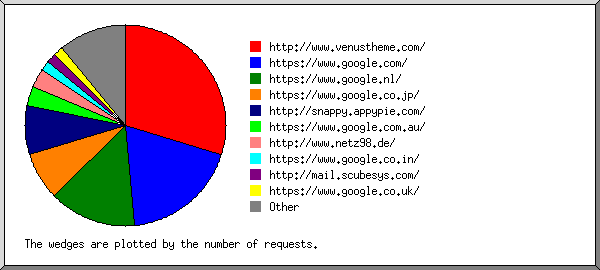 http://www.venustheme.com/
https://www.google.com/
https://www.google.nl/
https://www.google.co.jp/
http://snappy.appypie.com/
https://www.google.com.au/
http://www.netz98.de/
https://www.google.co.in/
http://mail.scubesys.com/
https://www.google.co.uk/
Other
The wedges are plotted by the number of requests.